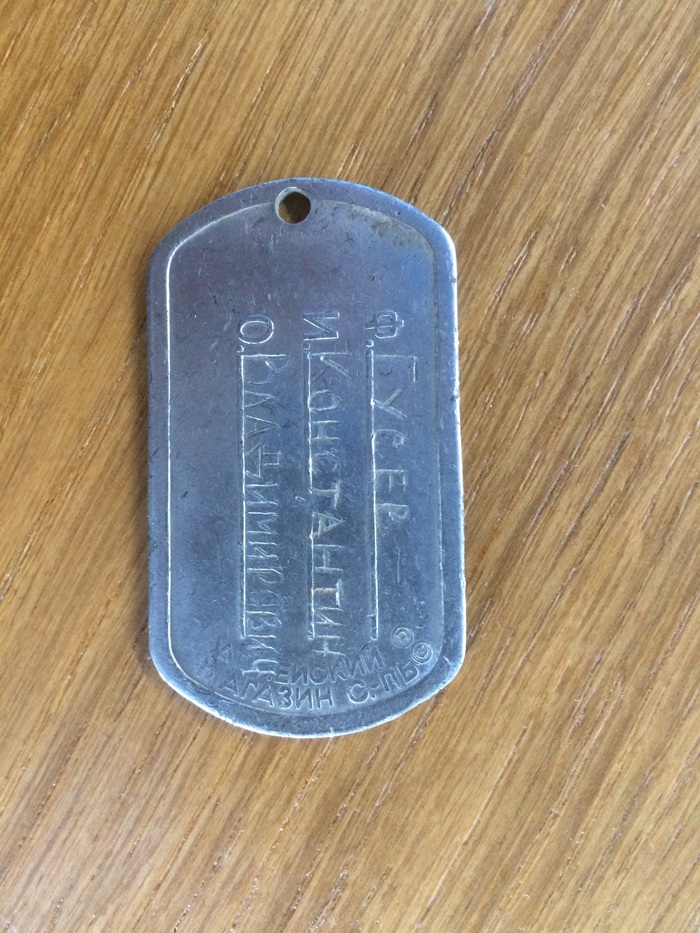 Ф. ГУСЕВ
И. КОНСТАНТИН
О. ВЛАДИМИРОВИЧ
©
МАГАЗИН С.-ПБ ©